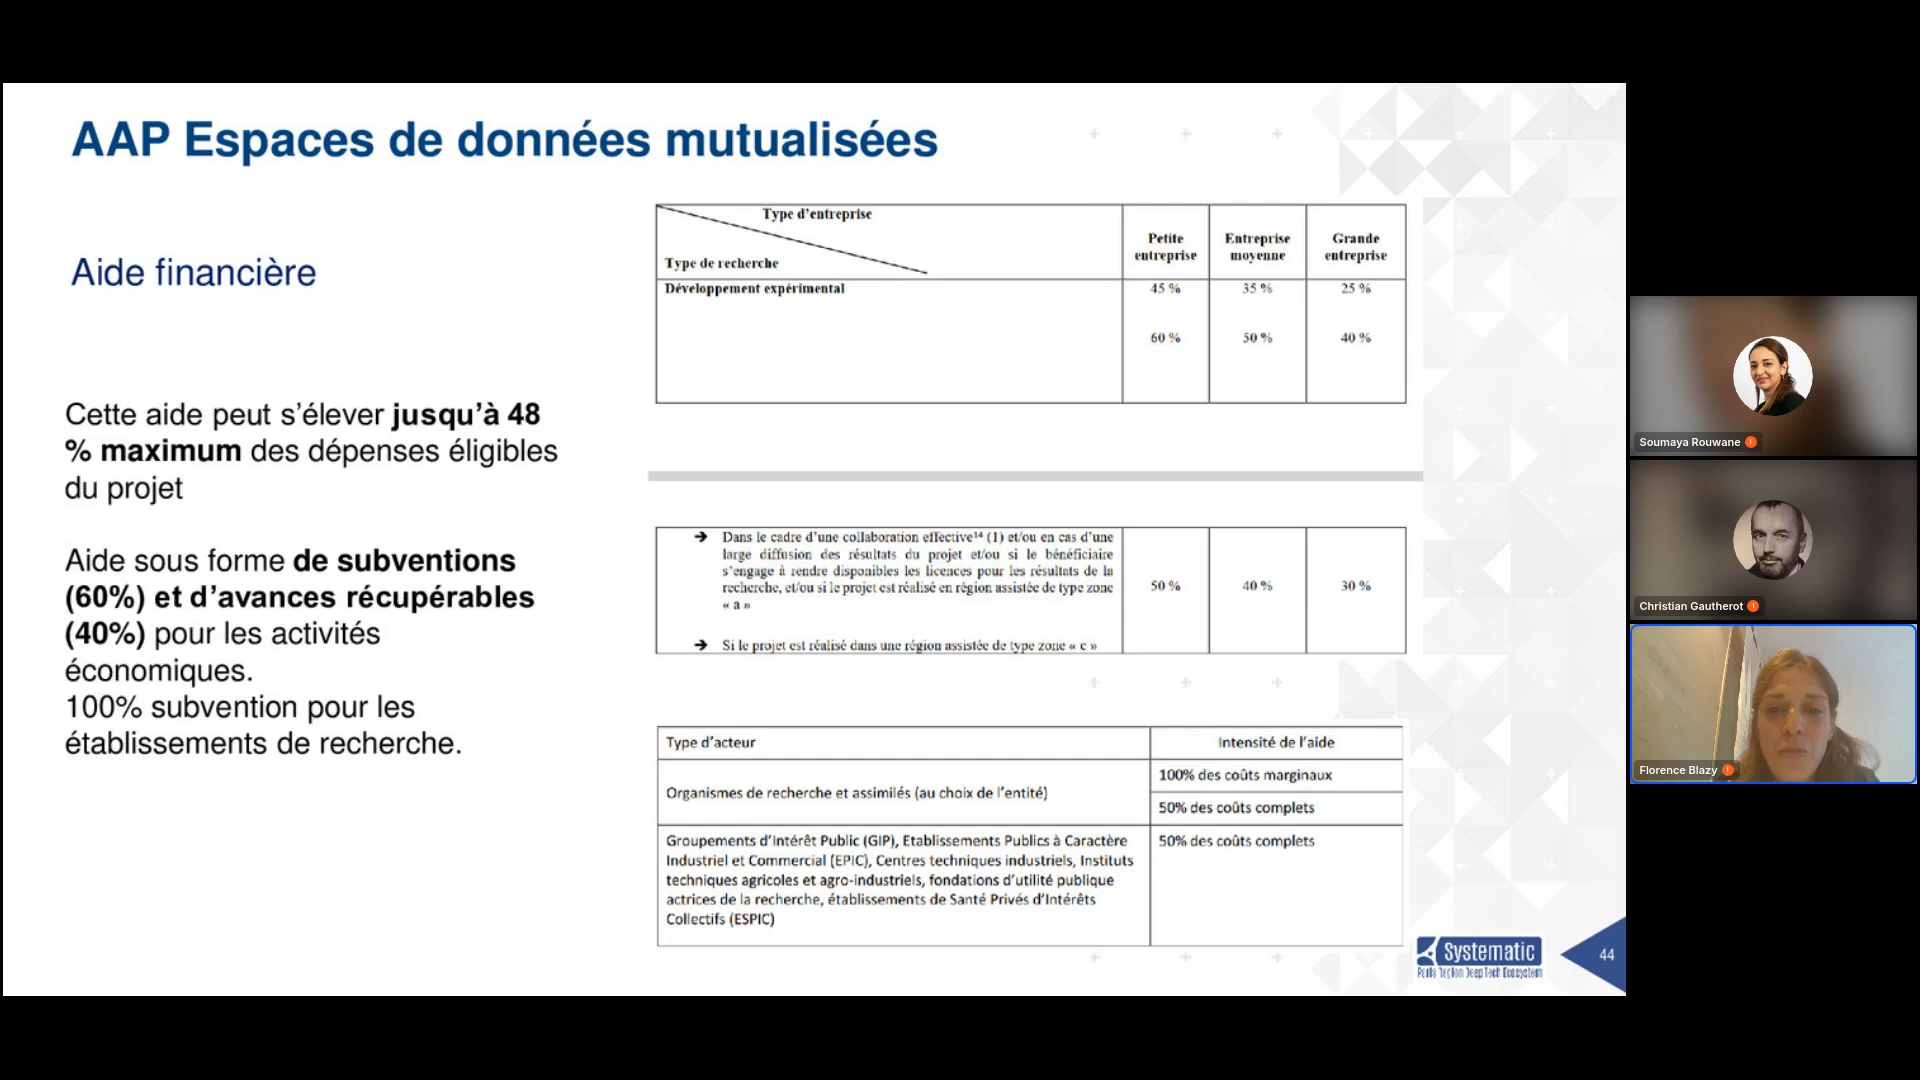 AAP Espaces de données mutualisées
Aide financière
Cette aide peut s’élever jusqu’à 48
% maximum des dépenses éligibles
du projet
Aide sous forme de subventions
(60%) et d’avances récupérables
(40%) pour les activités
économiques.
100% subvention pour les
établissements de recherche.
Type d’entreprise
Type de recherche
Petite
entreprise
Entreprise
moyenne
Grande
entreprise
Développement expérimental
45 %
35 %
25 %
60 %
50 %
40 %
➔ Dans le cadre d’une collaboration effective¹⁴ (1) et/ou en cas d’une
large diffusion des résultats du projet et/ou si le bénéficiaire
s’engage à rendre disponibles les licences pour les résultats de la
recherche, et/ou si le projet est réalisé en région assistée de type zone
« a »
50 %
40 %
30 %
➔ Si le projet est réalisé dans une région assistée de type zone « c »
Type d’acteur
Intensité de l’aide
Organismes de recherche et assimilés (au choix de l’entité)
100% des coûts marginaux
50% des coûts complets
Groupements d’Intérêt Public (GIP), Etablissements Publics à Caractère
Industriel et Commercial (EPIC), Centres techniques industriels, Instituts
techniques agricoles et agro-industriels, fondations d’utilité publique
actrices de la recherche, établissements de Santé Privés d’Intérêts
Collectifs (ESPIC)
50% des coûts complets
Systematic
Paris Region Deep Tech Ecosystem
44
Soumaya Rouwane
Christian Gautherot
Florence Blazy